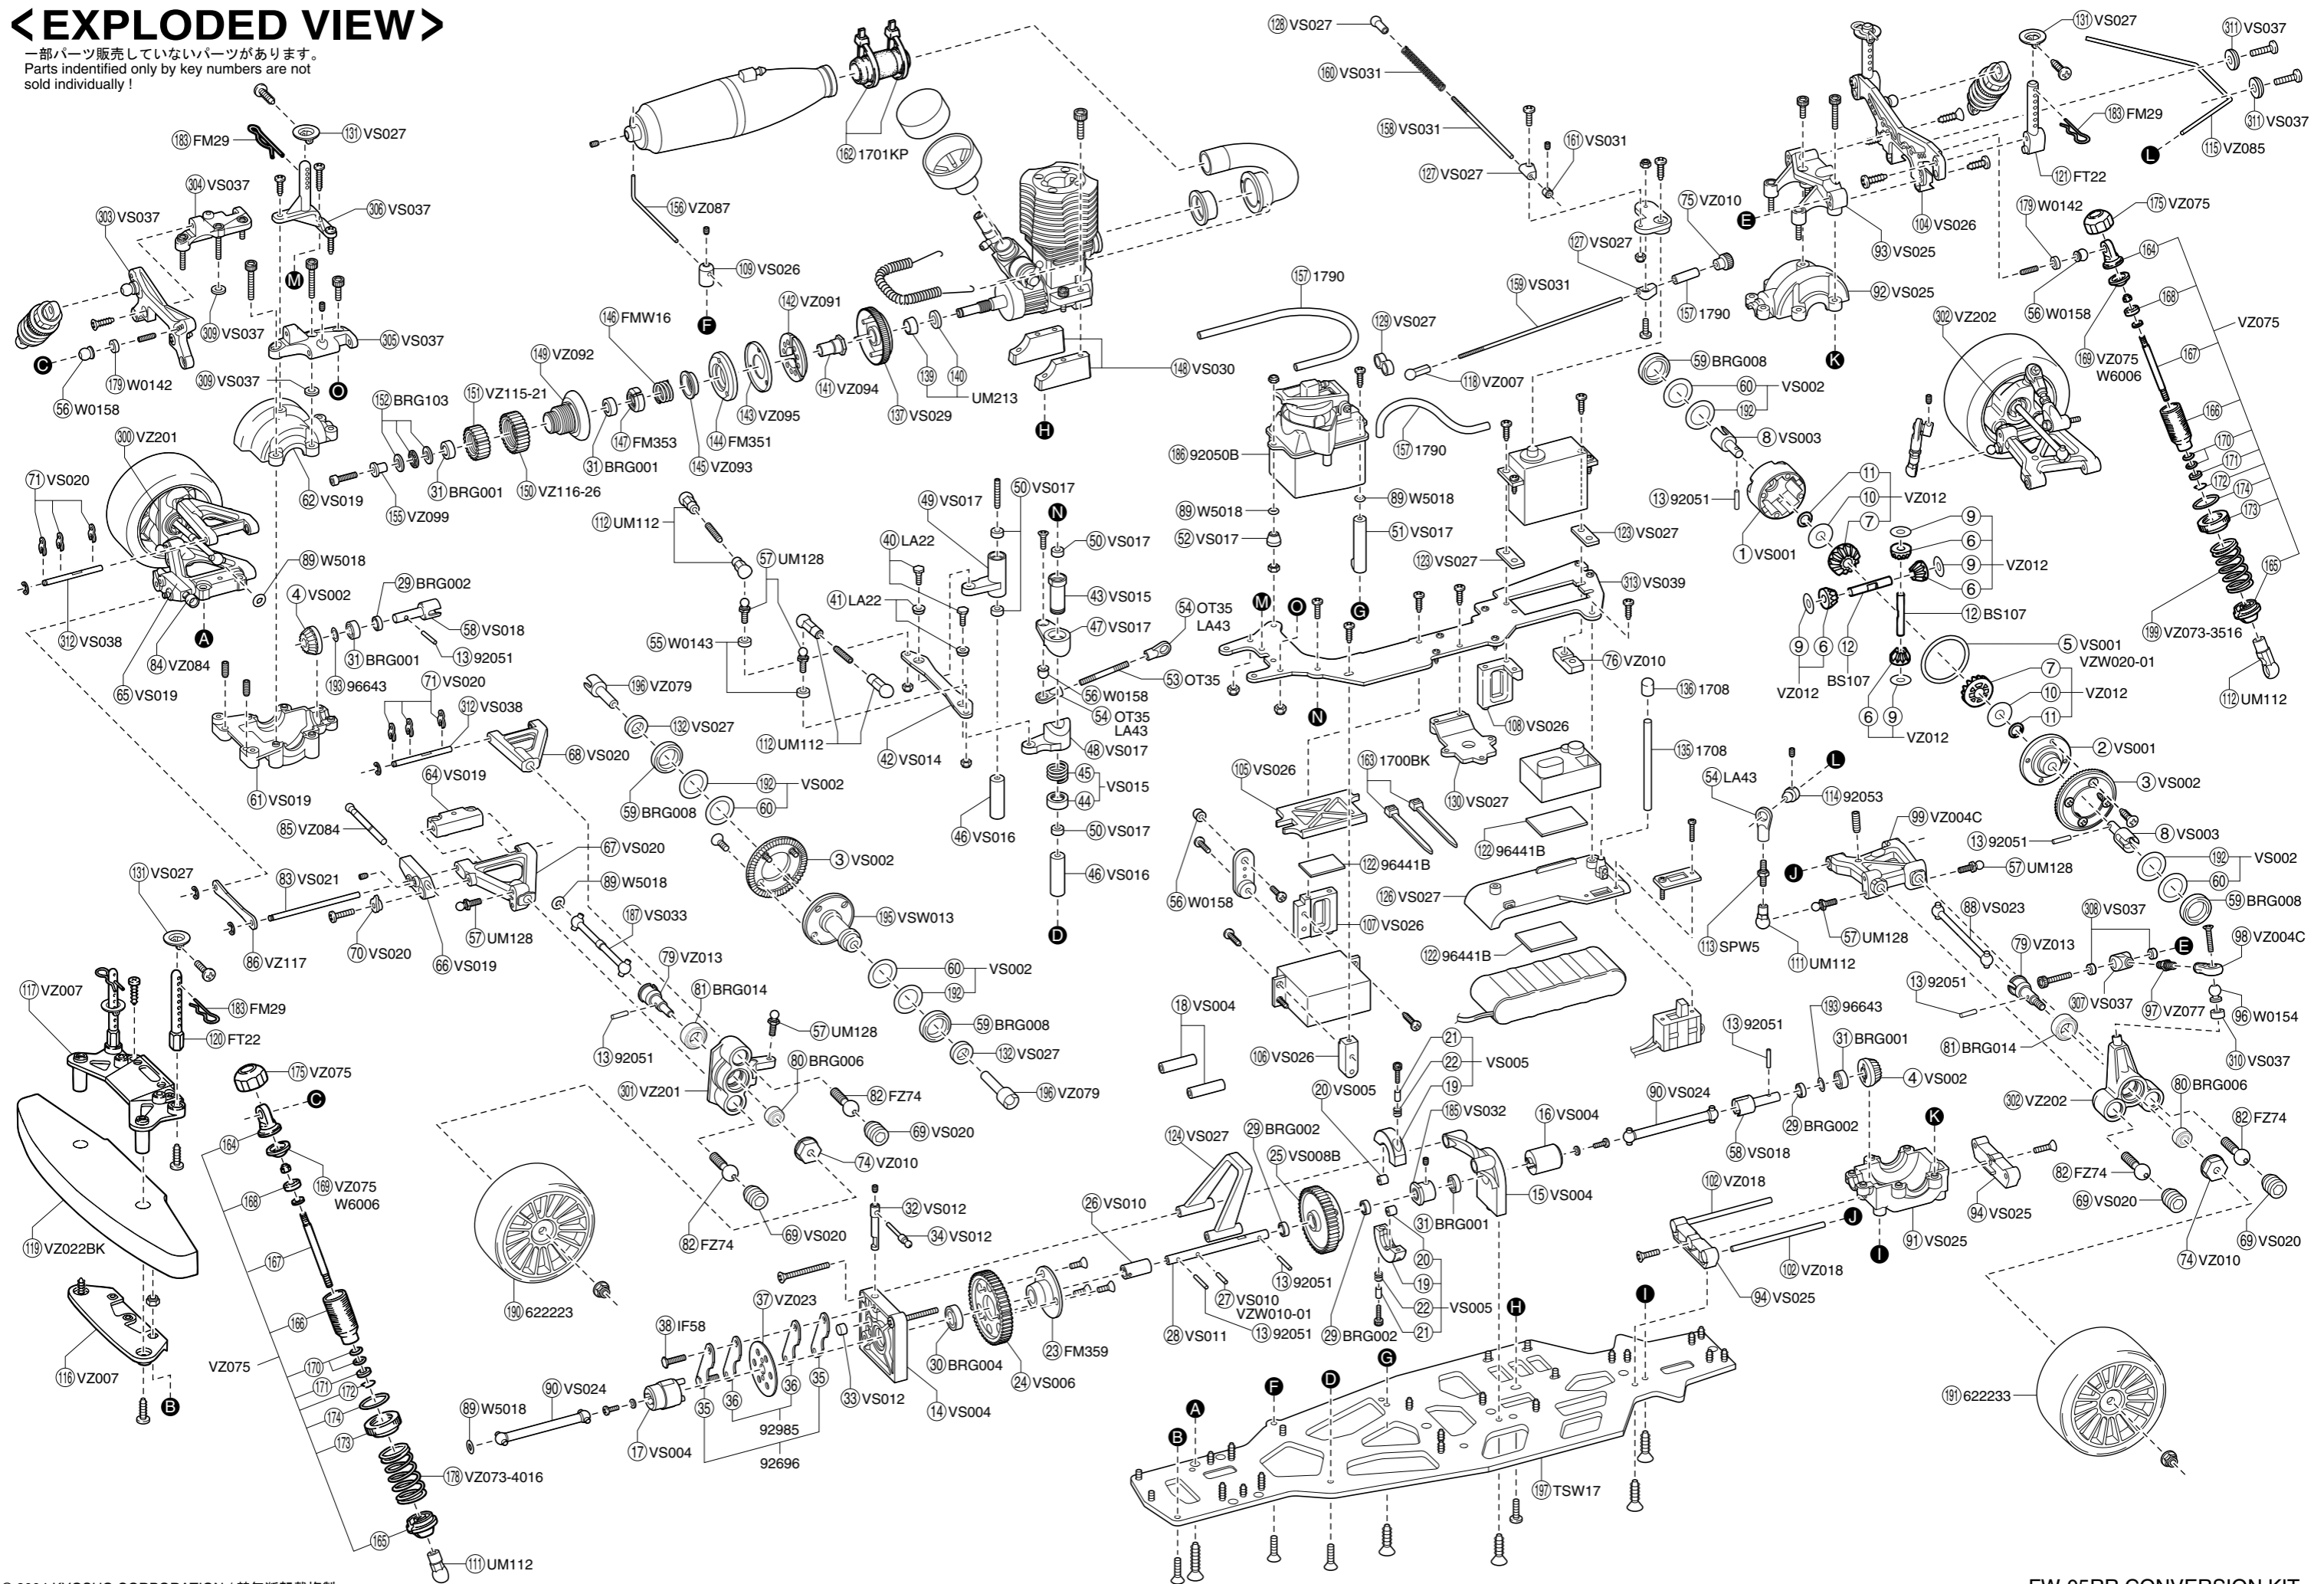 <EXPLODED VIEW>
一部パーツ販売していないパーツがあります。
Parts indentified only by key numbers are not
sold individually !
183 FM29
131 VS027
304 VS037
303 VS037
306 VS037
M
309 VS037
305 VS037
C
179 W0142
56 W0158
309 VS037
O
300 VZ201
62 VS019
71 VS020
152 BRG103
151 VZ115-21
149 VZ092
146 FMW16
142 VZ091
155 VZ099
31 BRG001
150 VZ116-26
31 BRG001
147 FM353
145 VZ093
144 FM351
143 VZ095
141 VZ094
137 VS029
139
140
UM213
156 VZ087
109 VS026
F
162 1701KP
148 VS030
H
128 VS027
160 VS031
158 VS031
127 VS027
161 VS031
75 VZ010
127 VS027
157 1790
159 VS031
157 1790
129 VS027
118 VZ007
157 1790
186 92050B
89 W5018
89 W5018
52 VS017
51 VS017
59 BRG008
60
192
VS002
8 VS003
13 92051
1 VS001
11
10
7
VZ012
9
6
9
6
VZ012
12 BS107
12
BS107
9
6
VZ012
6
9
VZ012
5 VS001
VZW020-01
7
10
11
VZ012
2 VS001
3 VS002
8 VS003
13 92051
192
60
VS002
59 BRG008
131 VS027
311 VS037
311 VS037
183 FM29
115 VZ085
L
121 FT22
104 VS026
93 VS025
E
92 VS025
K
179 W0142
56 W0158
175 VZ075
164
168
169 VZ075
W6006
VZ075
167
166
170
171
172
174
173
165
199 VZ073-3516
112 UM112
302 VZ202
312 VS038
65 VS019
84 VZ084
A
89 W5018
4 VS002
29 BRG002
58 VS018
31 BRG001
13 92051
193 96643
71 VS020
312 VS038
61 VS019
64 VS019
68 VS020
85 VZ084
67 VS020
83 VS021
131 VS027
89 W5018
86 VZ117
70 VS020
66 VS019
57 UM128
187 VS033
79 VZ013
81 BRG014
13 92051
57 UM128
80 BRG006
301 VZ201
82 FZ74
69 VS020
74 VZ010
82 FZ74
69 VS020
190 622223
196 VZ079
132 VS027
59 BRG008
192
60
VS002
3 VS002
195 VSW013
60
192
VS002
59 BRG008
132 VS027
196 VZ079
112 UM112
57 UM128
55 W0143
112 UM112
40 LA22
41 LA22
42 VS014
49 VS017
50 VS017
N
50 VS017
43 VS015
47 VS017
54 OT35
LA43
53 OT35
56 W0158
54 OT35
LA43
48 VS017
45
44
VS015
50 VS017
46 VS016
46 VS016
D
M
O
G
N
123 VS027
123 VS027
313 VS039
76 VZ010
108 VS026
130 VS027
105 VS026
163 1700BK
122 96441B
122 96441B
126 VS027
122 96441B
56 W0158
107 VS026
106 VS026
136 1708
135 1708
54 LA43
L
114 92053
113 SPW5
111 UM112
99 VZ004C
J
57 UM128
57 UM128
88 VS023
79 VZ013
308 VS037
E
98 VZ004C
13 92051
307 VS037
97 VZ077
96 W0154
310 VS037
81 BRG014
302 VZ202
80 BRG006
82 FZ74
82 FZ74
69 VS020
74 VZ010
69 VS020
191 622233
117 VZ007
183 FM29
120 FT22
175 VZ075
C
164
119 VZ022BK
168
169 VZ075
W6006
167
166
VZ075
170
171
172
174
173
116 VZ007
B
178 VZ073-4016
165
111 UM112
18 VS004
20 VS005
21
22
19
VS005
185 VS032
16 VS004
90 VS024
13 92051
193 96643
31 BRG001
4 VS002
29 BRG002
58 VS018
15 VS004
31 BRG001
124 VS027
29 BRG002
25 VS008B
26 VS010
32 VS012
34 VS012
13 92051
27 VS010
VZW010-01
13 92051
28 VS011
29 BRG002
20
19
22
21
VS005
37 VZ023
38 IF58
23 FM359
24 VS006
30 BRG004
14 VS004
33 VS012
35
36
36
35
92985
92696
17 VS004
90 VS024
89 W5018
102 VZ018
J
102 VZ018
94 VS025
94 VS025
91 VS025
K
I
H
I
G
D
F
A
B
197 TSW17